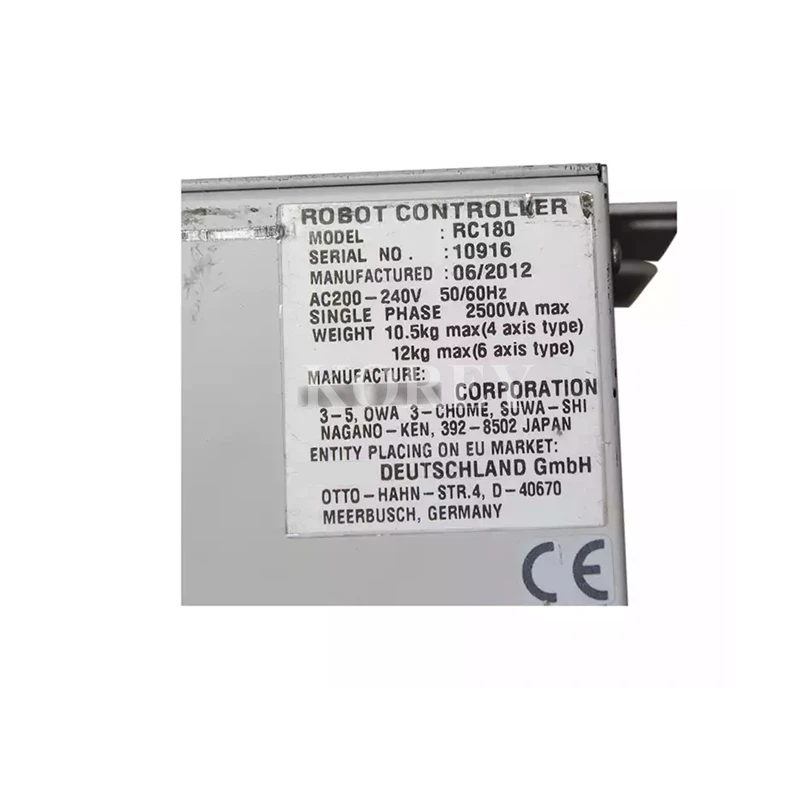 ROBOT CONTROLLER
MODEL : RC180
SERIAL NO. : 10916
MANUFACTURED : 06/2012
AC200-240V 50/60Hz
SINGLE PHASE 2500VA max
WEIGHT 10.5kg max(4 axis type)
12kg max(6 axis type)
MANUFACTURE:
KOREY
CORPORATION
3-5, OWA 3-CHOME, SUWA-SHI
NAGANO-KEN, 392-8502 JAPAN
ENTITY PLACING ON EU MARKET:
DEUTSCHLAND GmbH
OTTO-HAHN-STR.4, D-40670
MEERBUSCH, GERMANY
CE